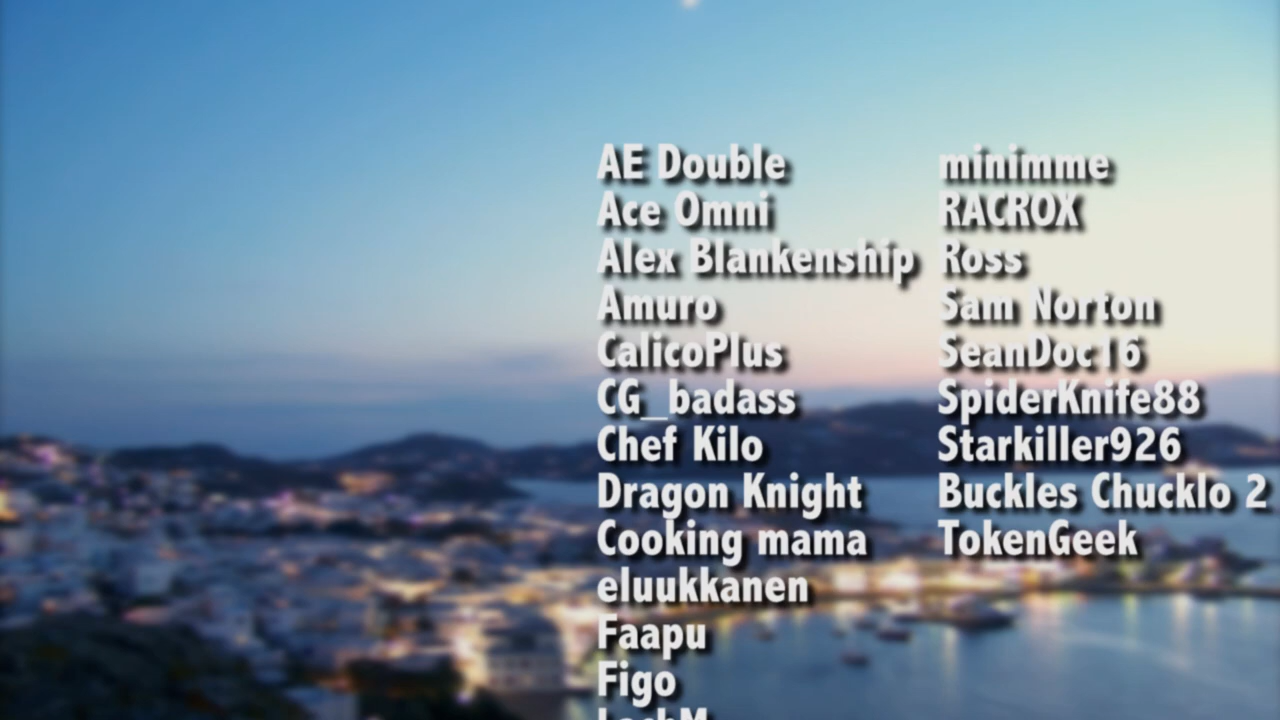 AE Double
Ace Omni
Alex Blankenship
Amuro
CalicoPlus
CG_badass
Chef Kilo
Dragon Knight
Cooking mama
eluukkanen
Faapu
Figo
minimme
RACROX
Ross
Sam Norton
SeanDoc16
SpiderKnife88
Starkiller926
Buckles Chucklo 2
TokenGeek